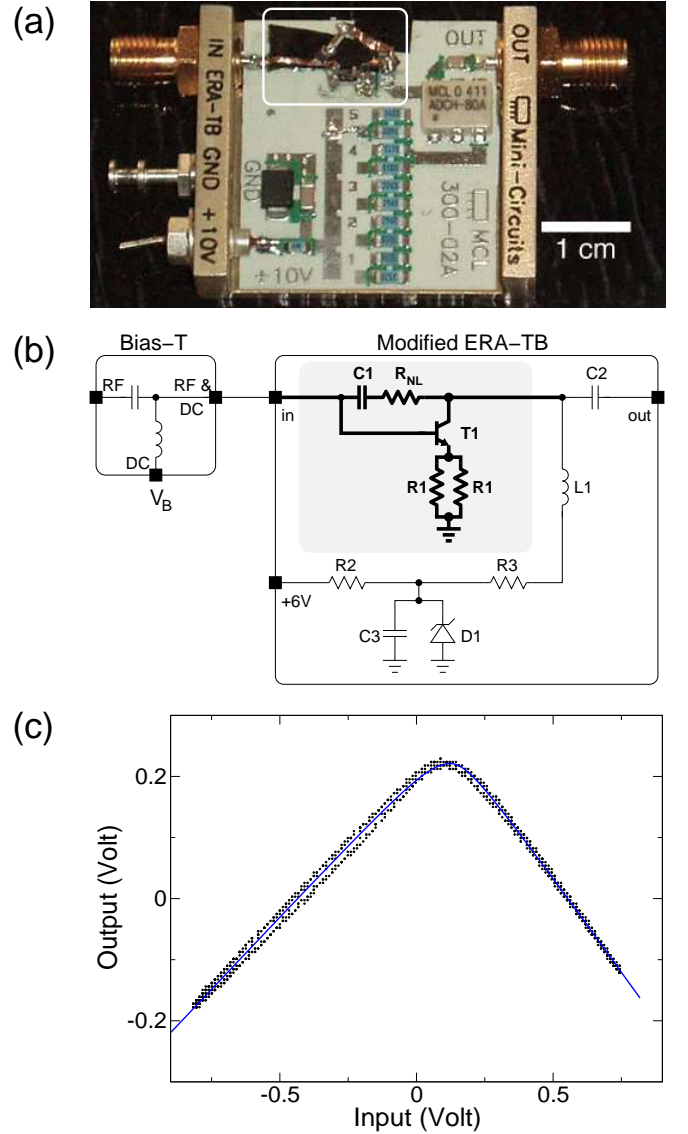 (a)
IN ERA-TB GND +10V
GND
+10V
5
4
3
2
1
OUT
MCL 0 411
ADCH-80A
300-02A
MCL
OUT
Mini-Circuits
1 cm
(b)
Bias–T
Modified ERA–TB
RF
RF &
DC
DC
V_B
in
C1
R_NL
T1
R1
R1
C2
out
L1
R2
R3
+6V
C3
D1
(c)
Output (Volt)
0.2
0
-0.2
-0.5
0
0.5
Input (Volt)